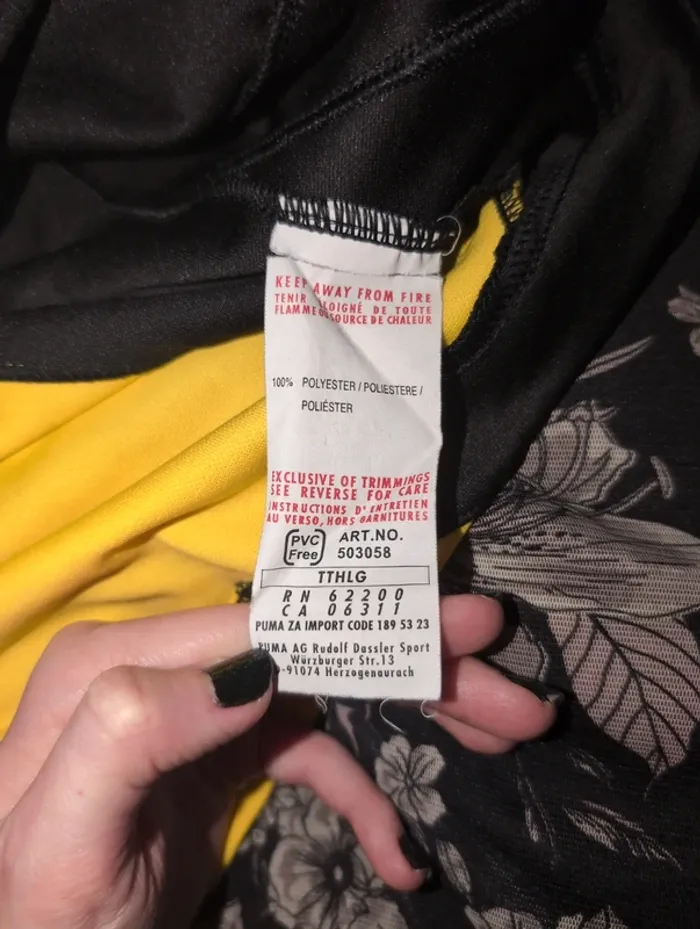 KEEP AWAY FROM FIRE
TENIR ÉLOIGNÉ DE TOUTE
FLAMME SOURCE DE CHALEUR
100% POLYESTER / POLIESTERE /
POLIÉSTER
EXCLUSIVE OF TRIMMINGS
SEE REVERSE FOR CARE
INSTRUCTIONS D'ENTRETIEN
AU VERSO, HORS GARNITURES
PVC
Free
ART.NO.
503058
TTHLG
RN 62200
CA 06311
PUMA ZA IMPORT CODE 189 53 23
PUMA AG Rudolf Dassler Sport
Würzburger Str.13
-91074 Herzogenaurach